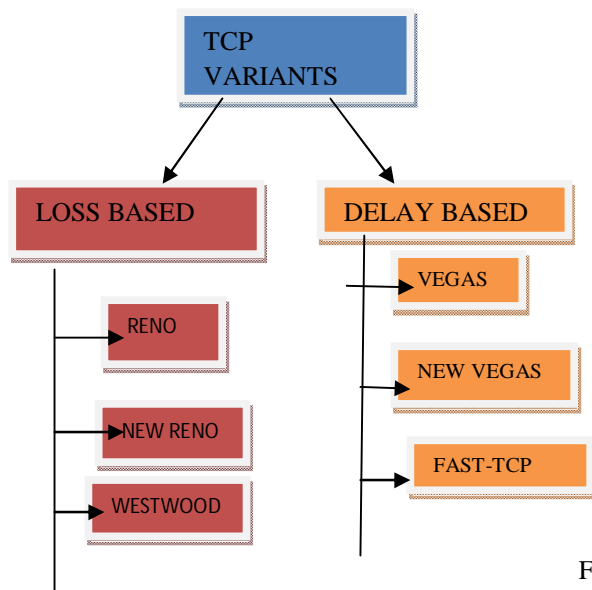 TCP
VARIANTS
LOSS BASED
DELAY BASED
VEGAS
RENO
NEW VEGAS
NEW RENO
FAST-TCP
WESTWOOD
F